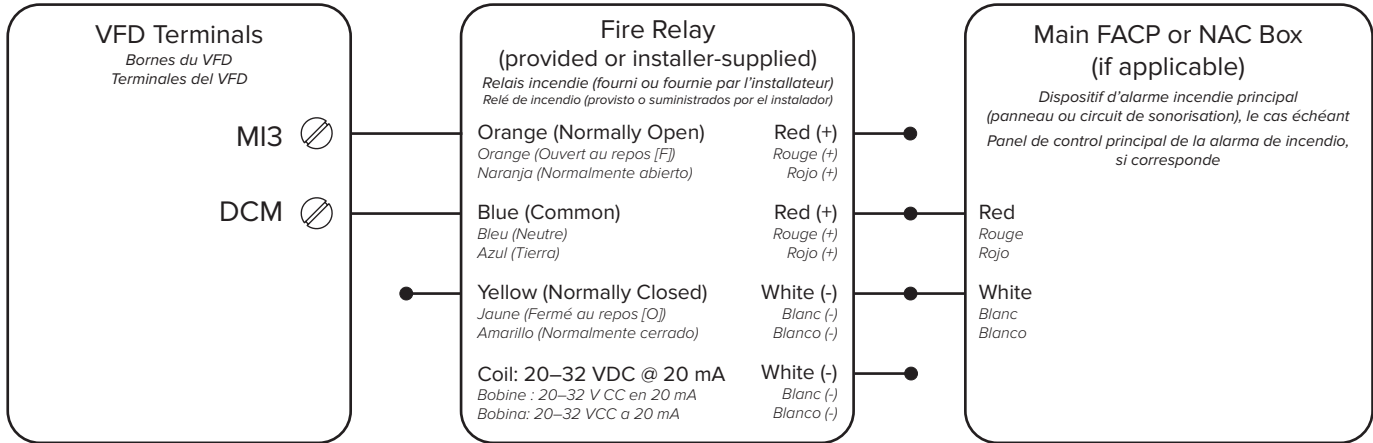 VFD Terminals
Bornes du VFD
Terminales del VFD
MI3
DCM
Fire Relay
(provided or installer-supplied)
Relais incendie (fourni ou fournie par l'installateur)
Relé de incendio (provisto o suministrados por el instalador)
Orange (Normally Open)
Orange (Ouvert au repos [F])
Naranja (Normalmente abierto)
Red (+)
Rouge (+)
Rojo (+)
Blue (Common)
Bleu (Neutre)
Azul (Tierra)
Red (+)
Rouge (+)
Rojo (+)
Yellow (Normally Closed)
Jaune (Fermé au repos [O])
Amarillo (Normalmente cerrado)
White (-)
Blanc (-)
Blanco (-)
Coil: 20–32 VDC @ 20 mA
Bobine : 20–32 V CC en 20 mA
Bobina: 20–32 VCC a 20 mA
White (-)
Blanc (-)
Blanco (-)
Main FACP or NAC Box
(if applicable)
Dispositif d'alarme incendie principal
(panneau ou circuit de sonorisation), le cas échéant
Panel de control principal de la alarma de incendio,
si corresponde
Red
Rouge
Rojo
White
Blanc
Blanco